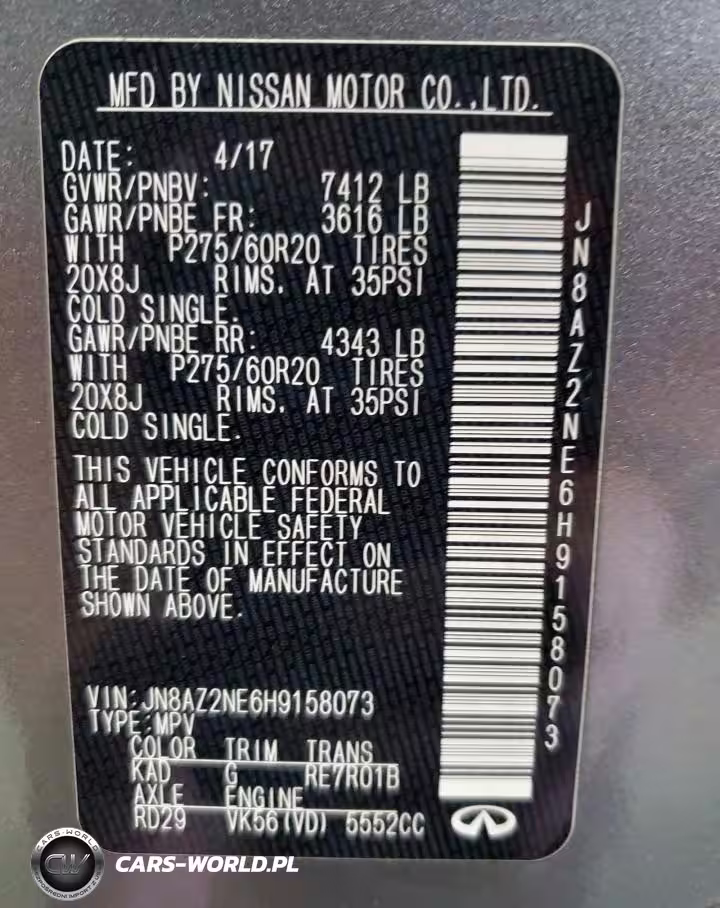 MFD BY NISSAN MOTOR CO.,LTD.
DATE: 4/17
GVWR/PNBV: 7412 LB
GAWR/PNBE FR: 3616 LB
WITH P275/60R20 TIRES
20X8J RIMS. AT 35PSI
COLD SINGLE.
GAWR/PNBE RR: 4343 LB
WITH P275/60R20 TIRES
20X8J RIMS. AT 35PSI
COLD SINGLE.
THIS VEHICLE CONFORMS TO
ALL APPLICABLE FEDERAL
MOTOR VEHICLE SAFETY
STANDARDS IN EFFECT ON
THE DATE OF MANUFACTURE
SHOWN ABOVE.
JN8AZ2NE6H9158073
VIN:JN8AZ2NE6H9158073
TYPE:MPV
COLOR TRIM TRANS
KAD G RE7R01B
AXLE ENGINE
RD29 VK56(VD) 5552CC
CARS-WORLD
CW
CARS-WORLD.PL